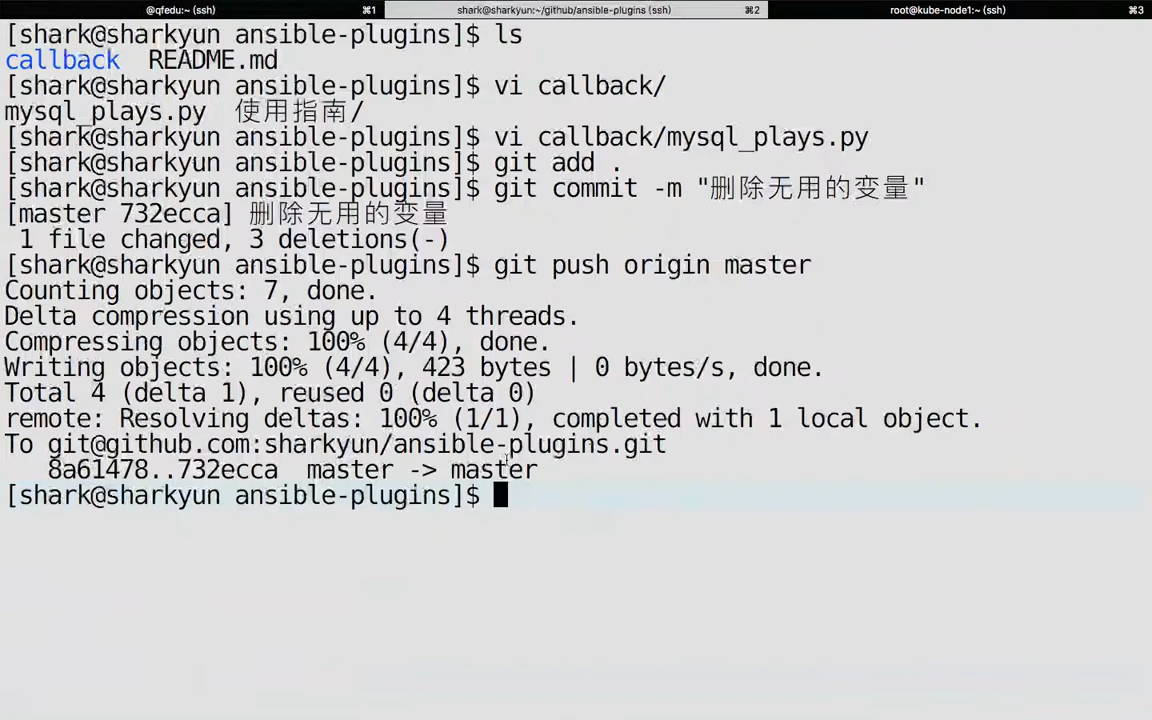 @qfedu:~ (ssh) ⌘1 shark@sharkyun:~/github/ansible-plugins (ssh) ⌘2 root@kube-node1:~ (ssh) ⌘3
[shark@sharkyun ansible-plugins]$ ls
callback  README.md
[shark@sharkyun ansible-plugins]$ vi callback/
mysql_plays.py  使用指南/
[shark@sharkyun ansible-plugins]$ vi callback/mysql_plays.py
[shark@sharkyun ansible-plugins]$ git add .
[shark@sharkyun ansible-plugins]$ git commit -m "删除无用的变量"
[master 732ecca] 删除无用的变量
 1 file changed, 3 deletions(-)
[shark@sharkyun ansible-plugins]$ git push origin master
Counting objects: 7, done.
Delta compression using up to 4 threads.
Compressing objects: 100% (4/4), done.
Writing objects: 100% (4/4), 423 bytes | 0 bytes/s, done.
Total 4 (delta 1), reused 0 (delta 0)
remote: Resolving deltas: 100% (1/1), completed with 1 local object.
To git@github.com:sharkyun/ansible-plugins.git
   8a61478..732ecca  master -> master
[shark@sharkyun ansible-plugins]$